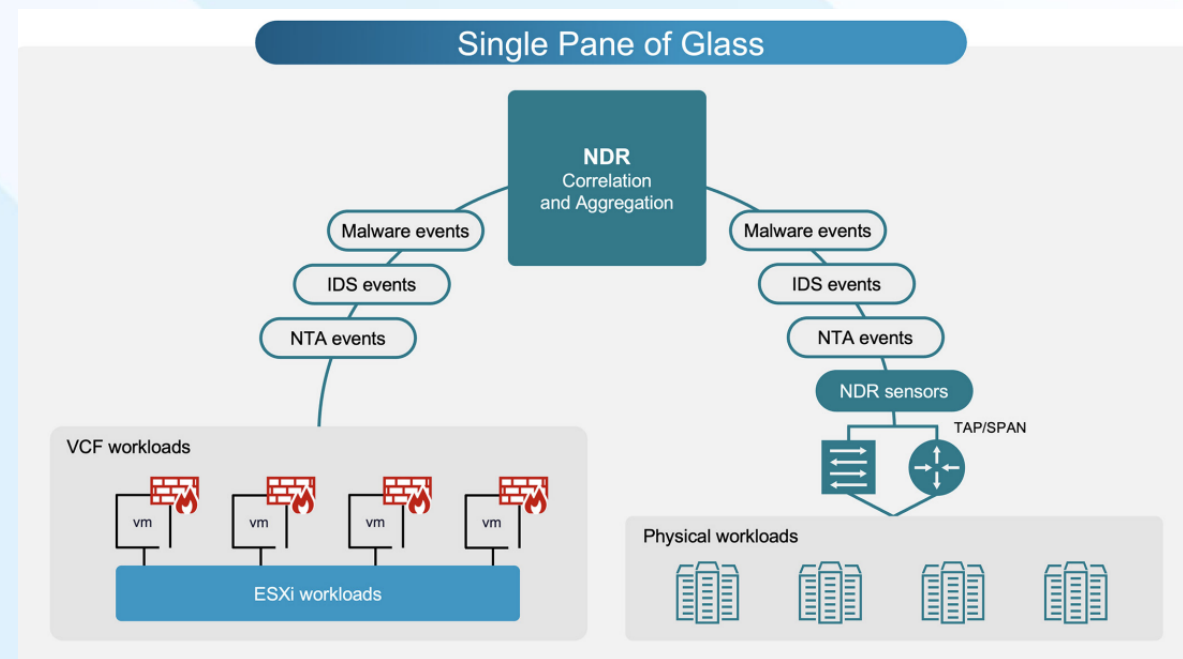 Single Pane of Glass
NDR
Correlation
and Aggregation
Malware events
IDS events
NTA events
Malware events
IDS events
NTA events
NDR sensors
TAP/SPAN
VCF workloads
vm
vm
vm
vm
ESXi workloads
Physical workloads